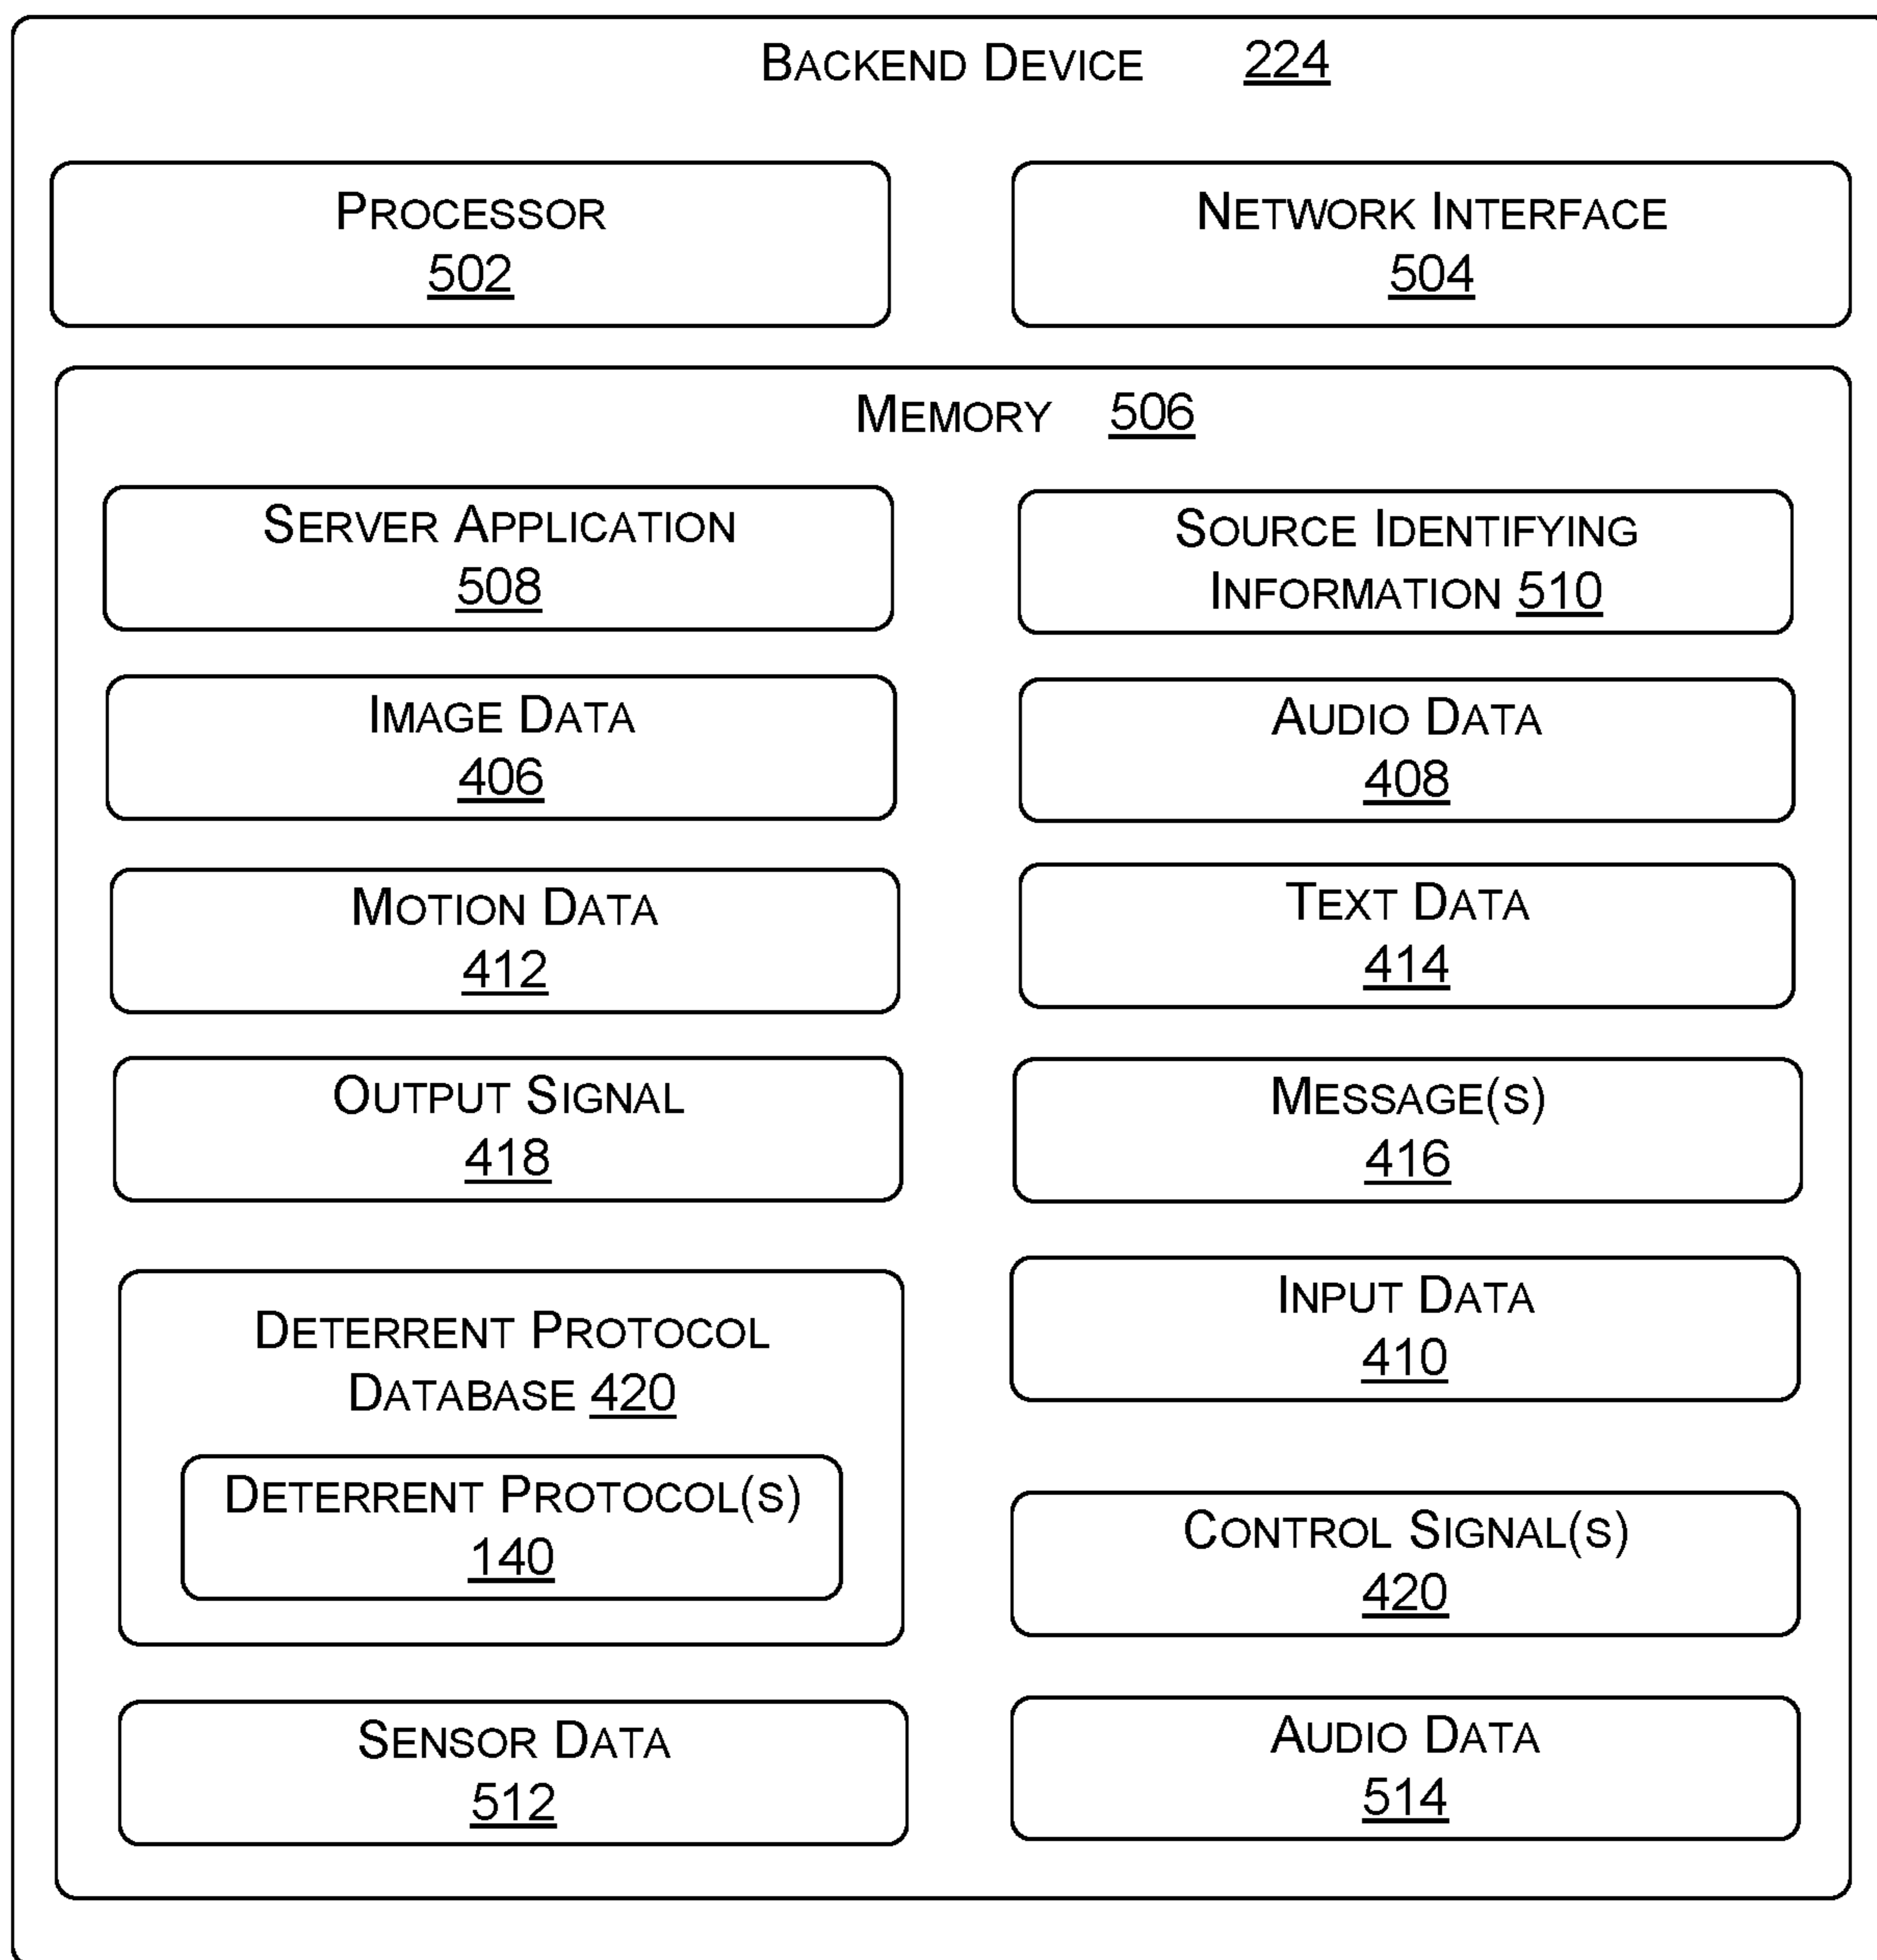 BACKEND DEVICE 224
PROCESSOR
502
NETWORK INTERFACE
504
MEMORY 506
SERVER APPLICATION
508
SOURCE IDENTIFYING
INFORMATION 510
IMAGE DATA
406
AUDIO DATA
408
MOTION DATA
412
TEXT DATA
414
OUTPUT SIGNAL
418
MESSAGE(S)
416
DETERRENT PROTOCOL
DATABASE 420
DETERRENT PROTOCOL(S)
140
INPUT DATA
410
CONTROL SIGNAL(S)
420
SENSOR DATA
512
AUDIO DATA
514